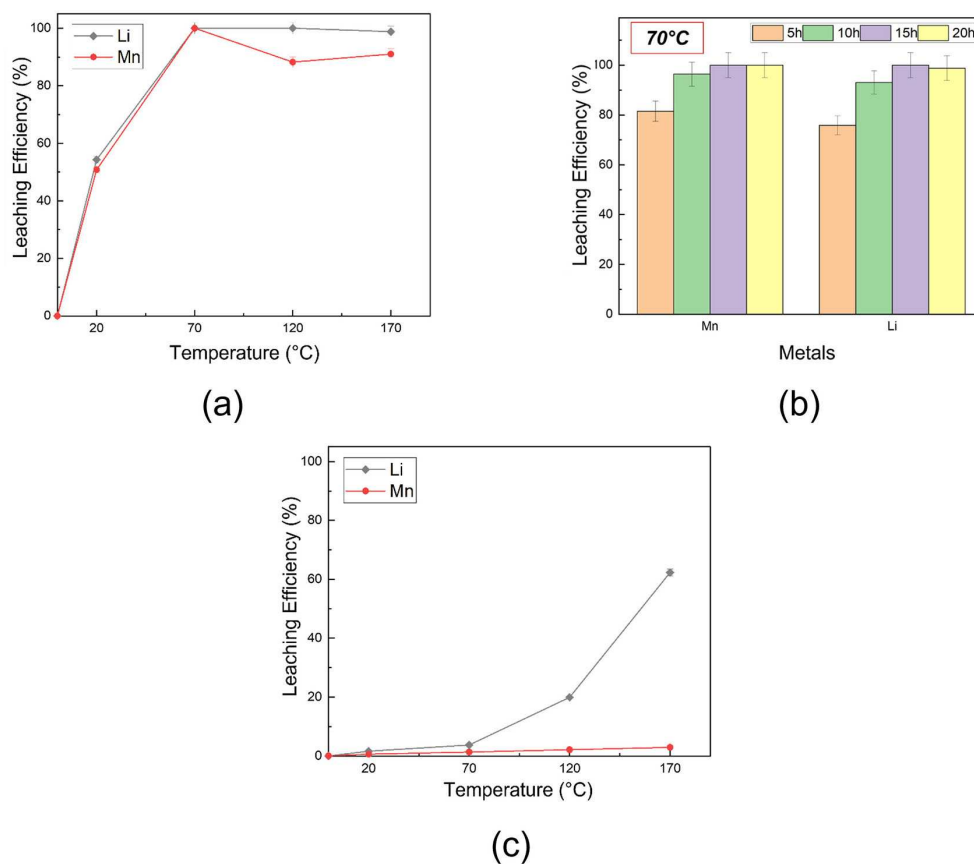 Li
Mn
100
80
60
40
20
0
Leaching Efficiency (%)
20 70 120 170
Temperature (°C)
(a)
70°C
5h 10h 15h 20h
100
80
60
40
20
0
Leaching Efficiency (%)
Mn Li
Metals
(b)
Li
Mn
100
80
60
40
20
0
Leaching Efficiency (%)
20 70 120 170
Temperature (°C)
(c)